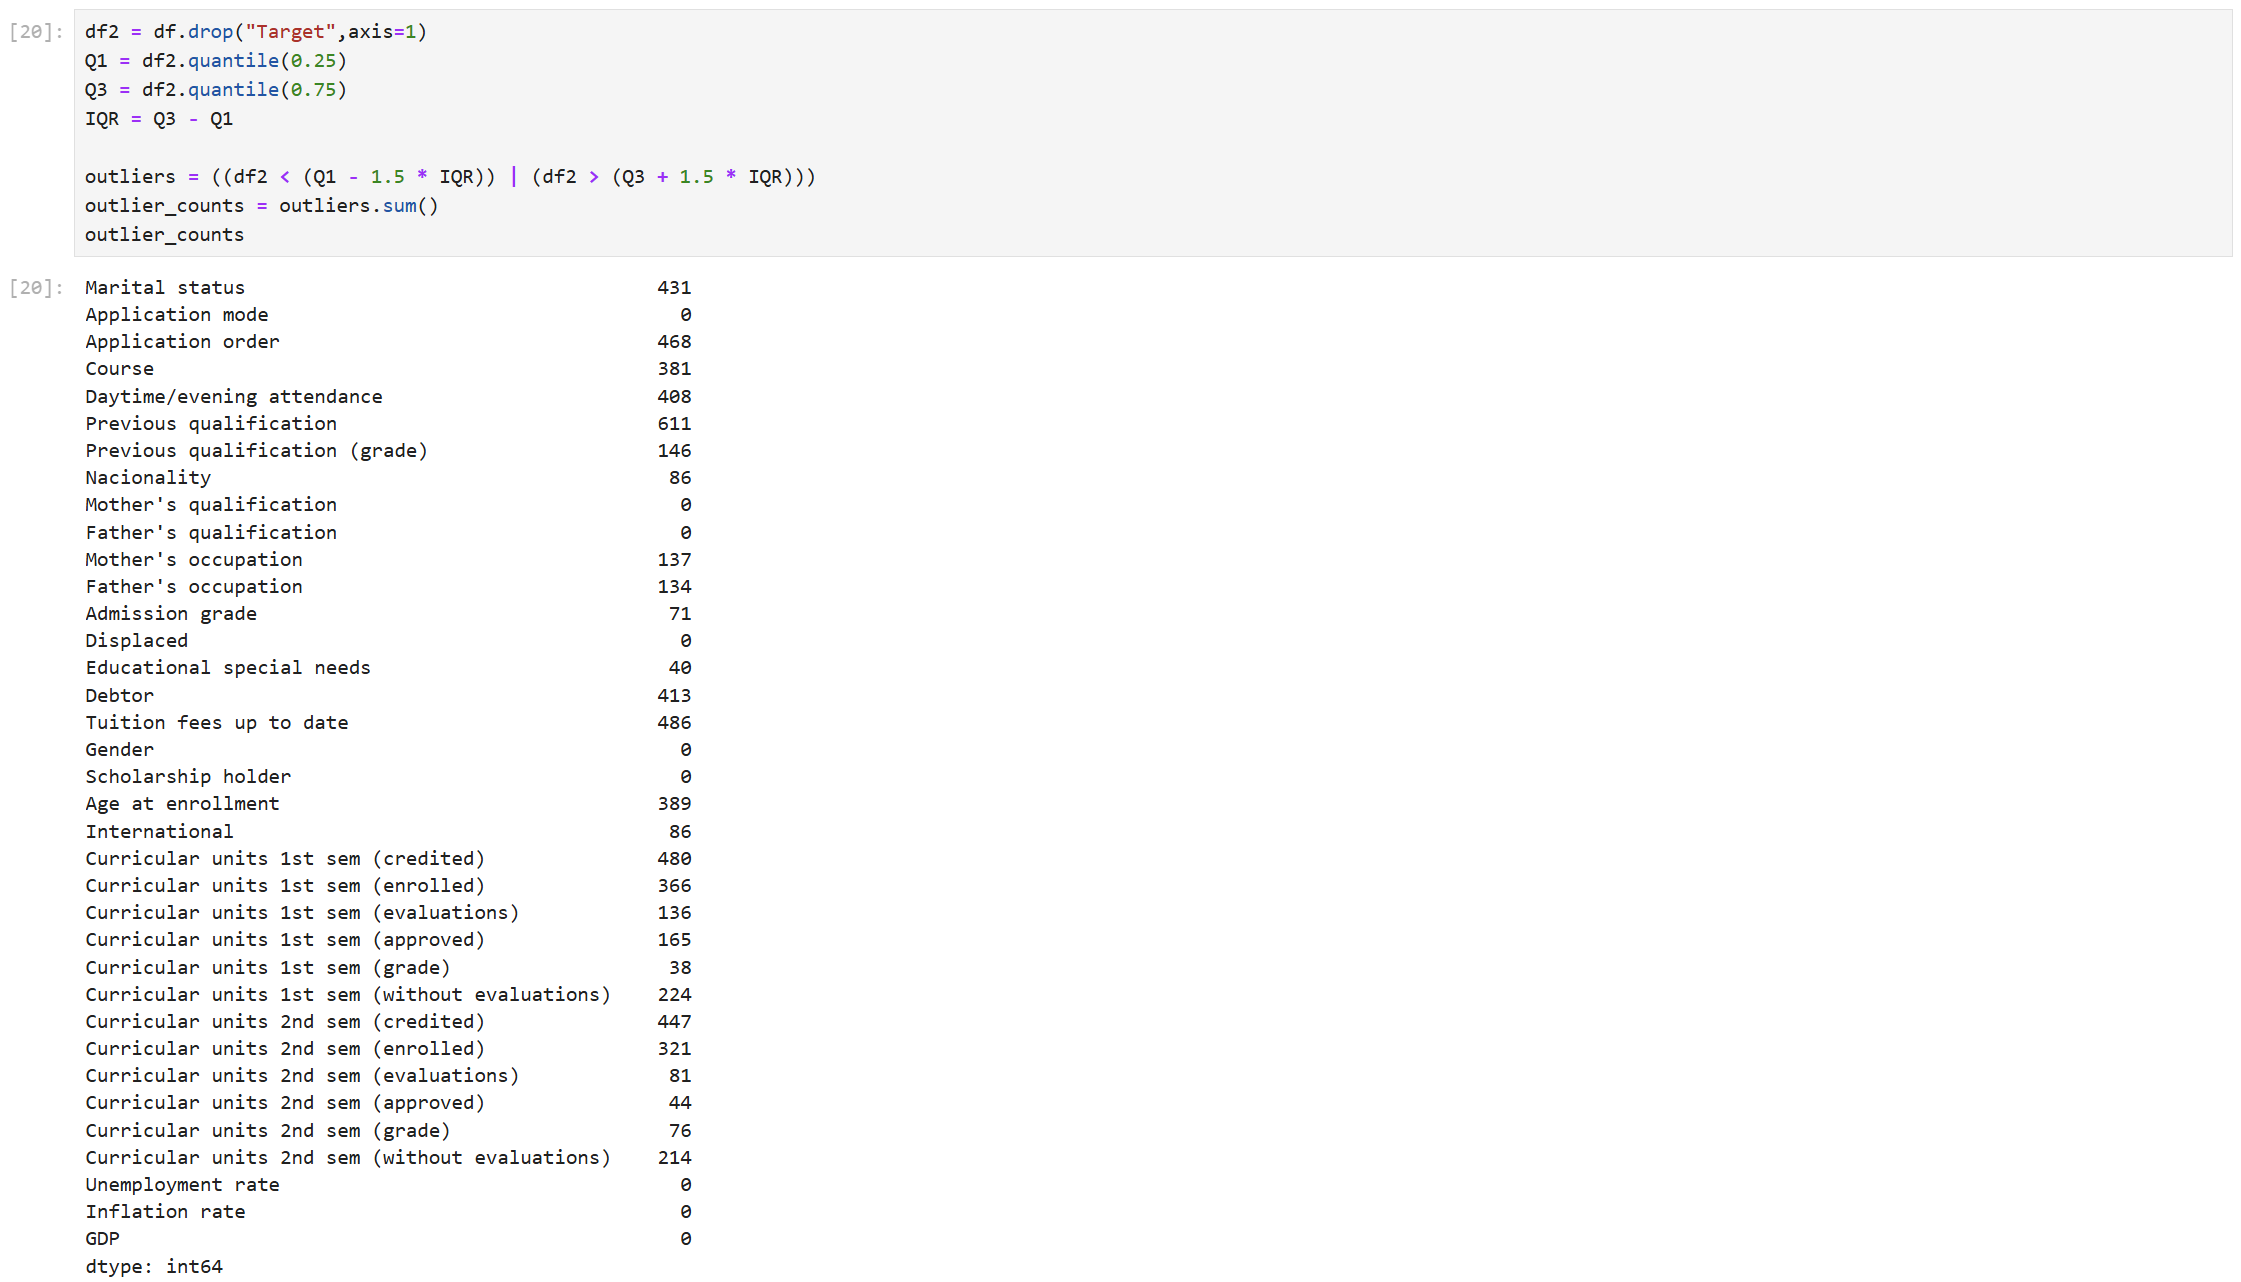 [20]: df2 = df.drop("Target",axis=1)
Q1 = df2.quantile(0.25)
Q3 = df2.quantile(0.75)
IQR = Q3 - Q1
outliers = ((df2 < (Q1 - 1.5 * IQR)) | (df2 > (Q3 + 1.5 * IQR)))
outlier_counts = outliers.sum()
outlier_counts
[20]: Marital status 431
Application mode 0
Application order 468
Course 381
Daytime/evening attendance 408
Previous qualification 611
Previous qualification (grade) 146
Nacionality 86
Mother's qualification 0
Father's qualification 0
Mother's occupation 137
Father's occupation 134
Admission grade 71
Displaced 0
Educational special needs 40
Debtor 413
Tuition fees up to date 486
Gender 0
Scholarship holder 0
Age at enrollment 389
International 86
Curricular units 1st sem (credited) 480
Curricular units 1st sem (enrolled) 366
Curricular units 1st sem (evaluations) 136
Curricular units 1st sem (approved) 165
Curricular units 1st sem (grade) 38
Curricular units 1st sem (without evaluations) 224
Curricular units 2nd sem (credited) 447
Curricular units 2nd sem (enrolled) 321
Curricular units 2nd sem (evaluations) 81
Curricular units 2nd sem (approved) 44
Curricular units 2nd sem (grade) 76
Curricular units 2nd sem (without evaluations) 214
Unemployment rate 0
Inflation rate 0
GDP 0
dtype: int64